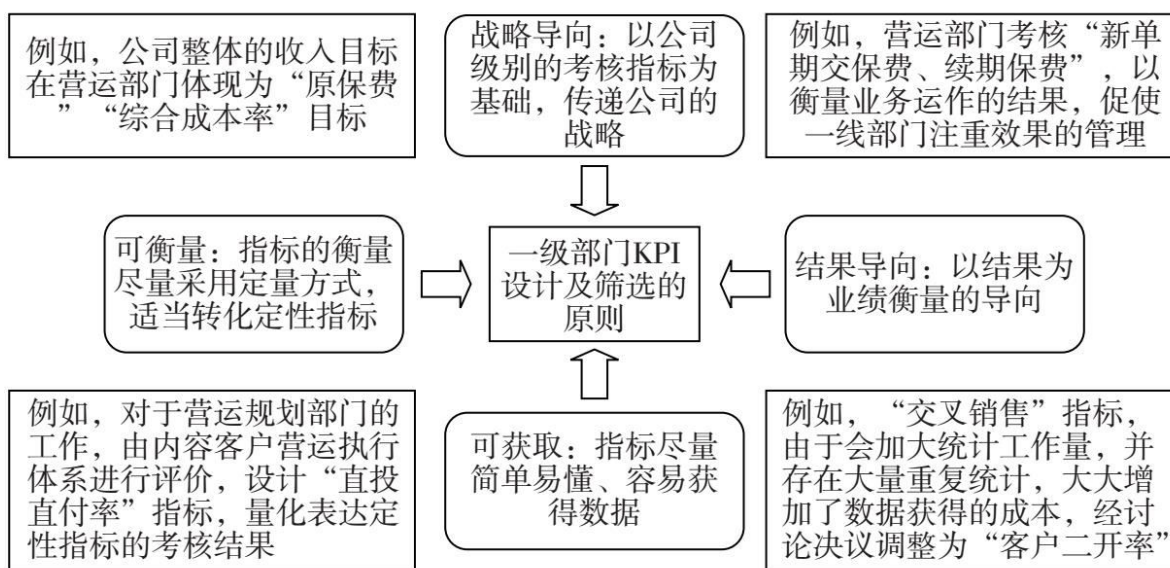 例如，公司整体的收入目标
在营运部门体现为“原保费
”“综合成本率”目标
战略导向：以公司
级别的考核指标为
基础，传递公司的
战略
例如，营运部门考核“新单
期交保费、续期保费”，以
衡量业务运作的结果，促使
一线部门注重效果的管理
可衡量：指标的衡量
尽量采用定量方式，
适当转化定性指标
一级部门KPI
设计及筛选的
原则
结果导向：以结果为
业绩衡量的导向
例如，对于营运规划部门的
工作，由内容客户营运执行
体系进行评价，设计“直投
直付率”指标，量化表达定
性指标的考核结果
可获取：指标尽量
简单易懂、容易获
得数据
例如，“交叉销售”指标，
由于会加大统计工作量，并
存在大量重复统计，大大增
加了数据获得的成本，经讨
论决议调整为“客户二开率”